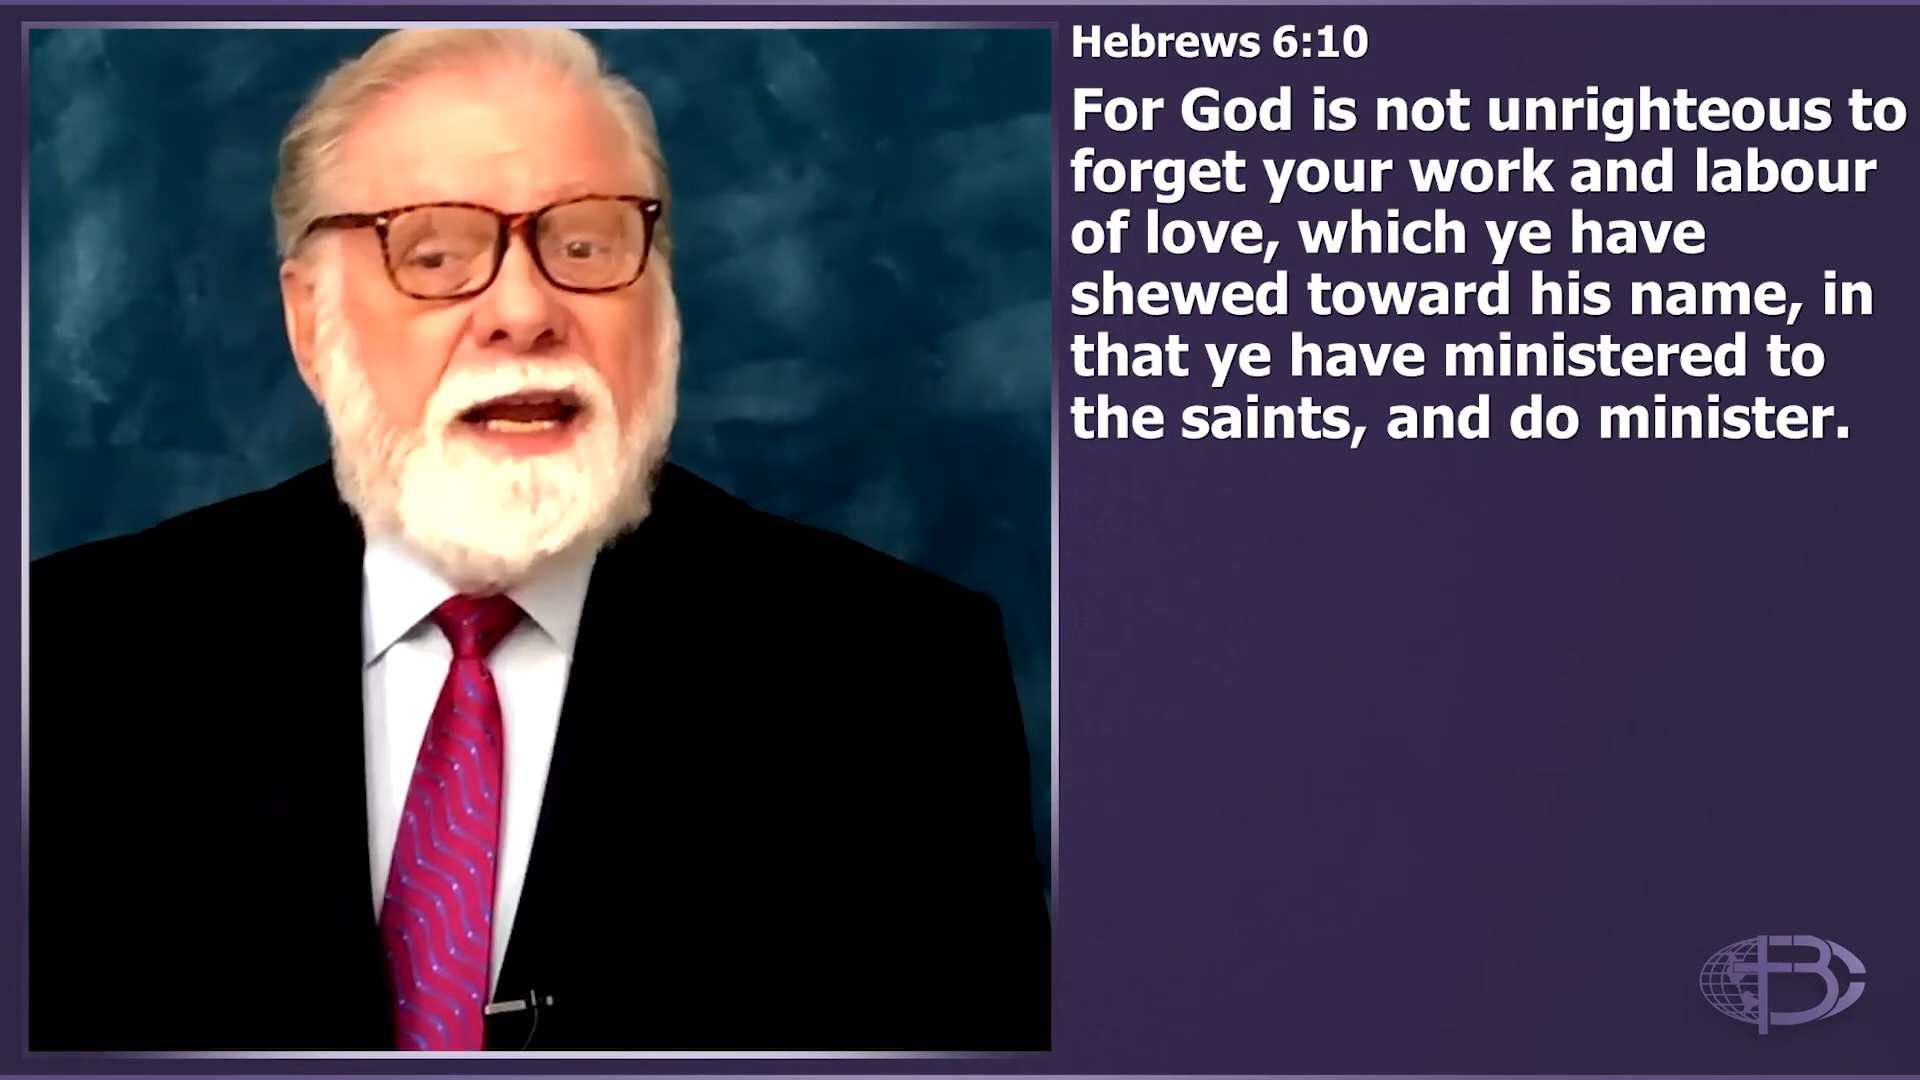 Hebrews 6:10
For God is not unrighteous to
forget your work and labour
of love, which ye have
shewed toward his name, in
that ye have ministered to
the saints, and do minister.